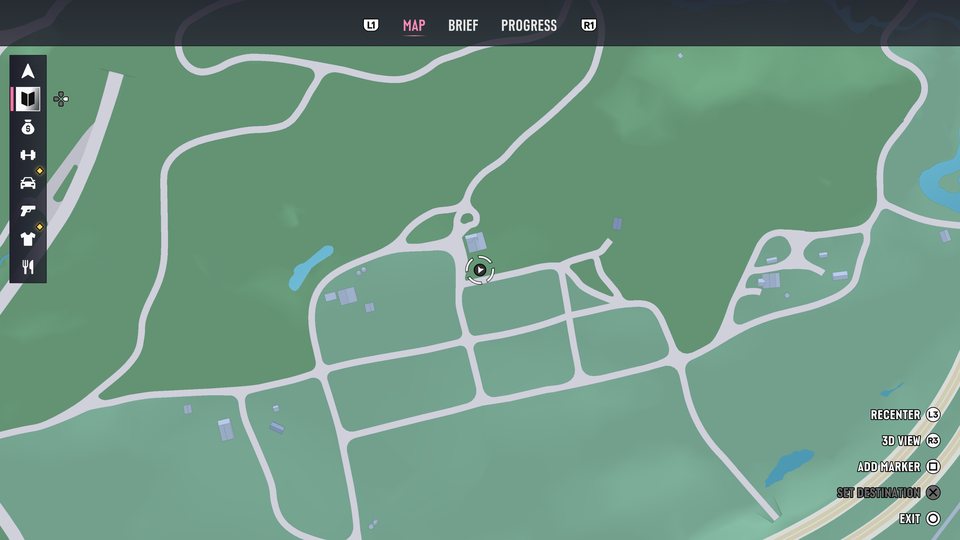 L1 MAP BRIEF PROGRESS R1
$
RECENTER L3
3D VIEW R3
ADD MARKER
SET DESTINATION
EXIT